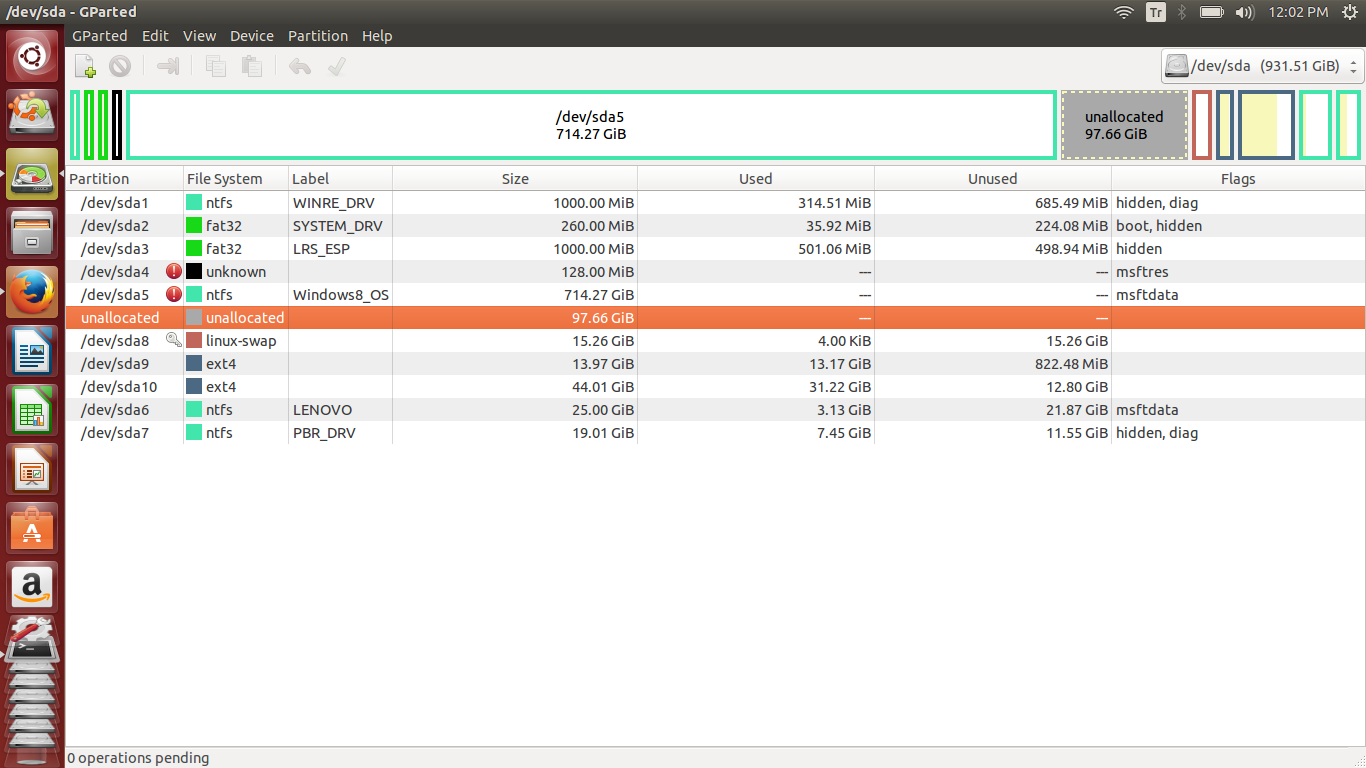 /dev/sda - GParted Tr 12:02 PM
GParted Edit View Device Partition Help
/dev/sda (931.51 GiB)
/dev/sda5
714.27 GiB
unallocated
97.66 GiB
Partition File System Label Size Used Unused Flags
/dev/sda1 ntfs WINRE_DRV 1000.00 MiB 314.51 MiB 685.49 MiB hidden, diag
/dev/sda2 fat32 SYSTEM_DRV 260.00 MiB 35.92 MiB 224.08 MiB boot, hidden
/dev/sda3 fat32 LRS_ESP 1000.00 MiB 501.06 MiB 498.94 MiB hidden
/dev/sda4 unknown 128.00 MiB --- --- msftres
/dev/sda5 ntfs Windows8_OS 714.27 GiB --- --- msftdata
unallocated unallocated 97.66 GiB --- ---
/dev/sda8 linux-swap 15.26 GiB 4.00 KiB 15.26 GiB
/dev/sda9 ext4 13.97 GiB 13.17 GiB 822.48 MiB
/dev/sda10 ext4 44.01 GiB 31.22 GiB 12.80 GiB
/dev/sda6 ntfs LENOVO 25.00 GiB 3.13 GiB 21.87 GiB msftdata
/dev/sda7 ntfs PBR_DRV 19.01 GiB 7.45 GiB 11.55 GiB hidden, diag
0 operations pending